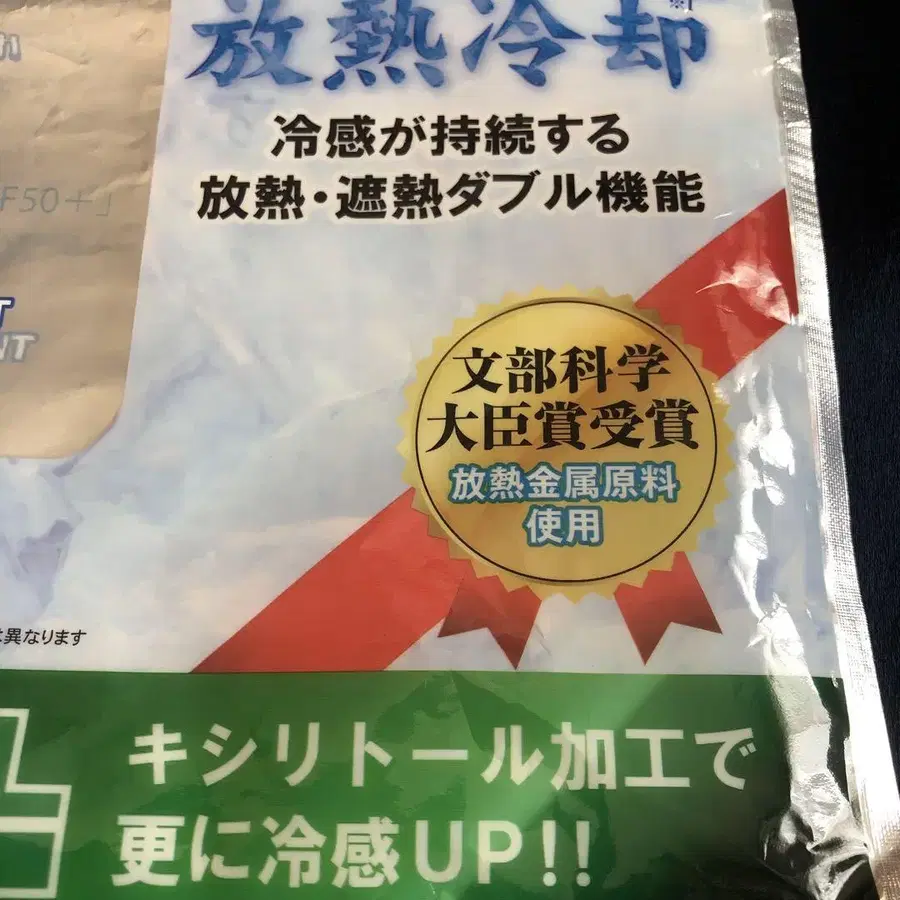 放熱冷却
※1
冷感が持続する
放熱・遮熱ダブル機能
F50+」
文部科学
大臣賞受賞
放熱金属原料
使用
異なります
キシリトール加工で
更に冷感UP!!